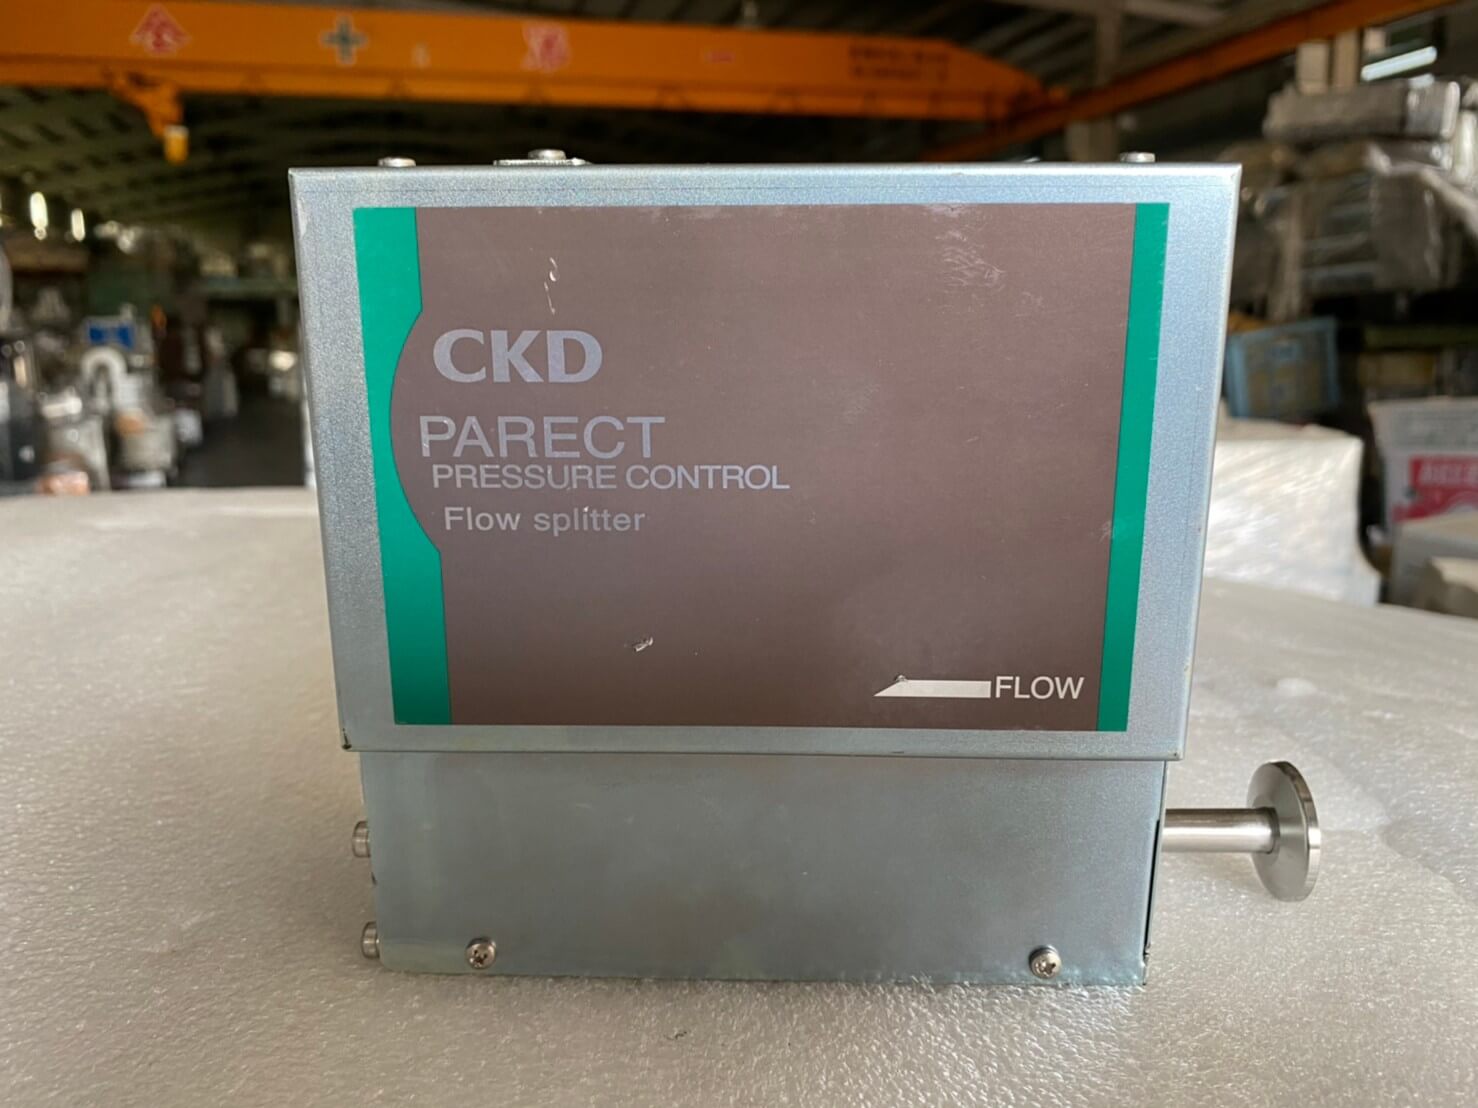 CKD
PARECT
PRESSURE CONTROL
Flow splitter
FLOW